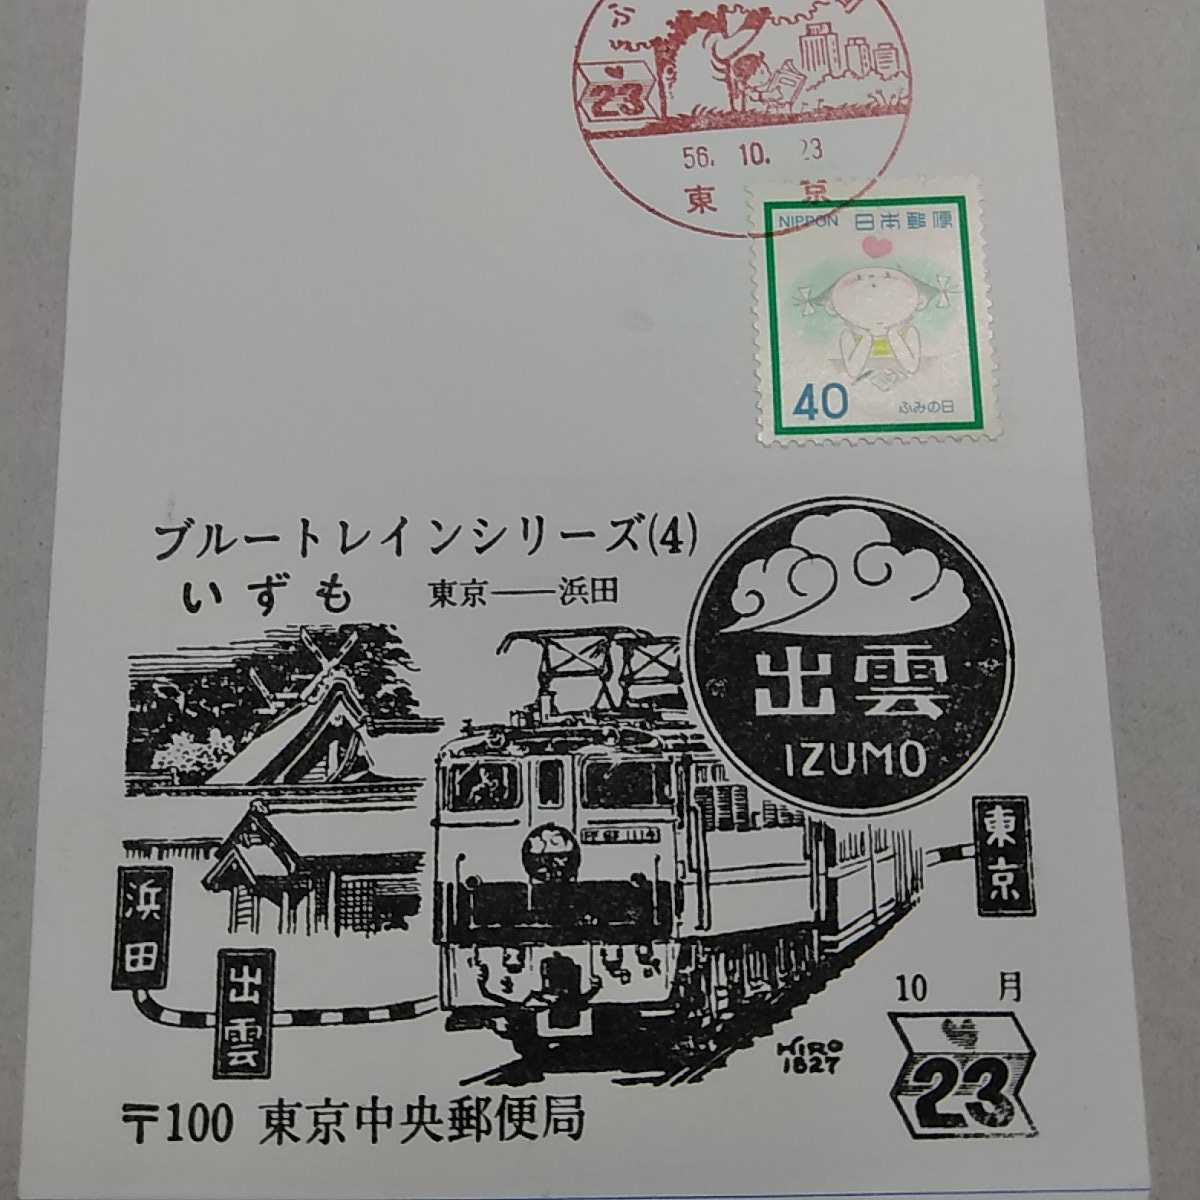 23
56. 10. 23
東京
NIPPON 日本郵便
40 ふみの日
ブルートレインシリーズ(4)
いずも 東京—浜田
出雲
IZUMO
東京
浜田
出雲
10 月
23
HIRO
1827
〒100 東京中央郵便局